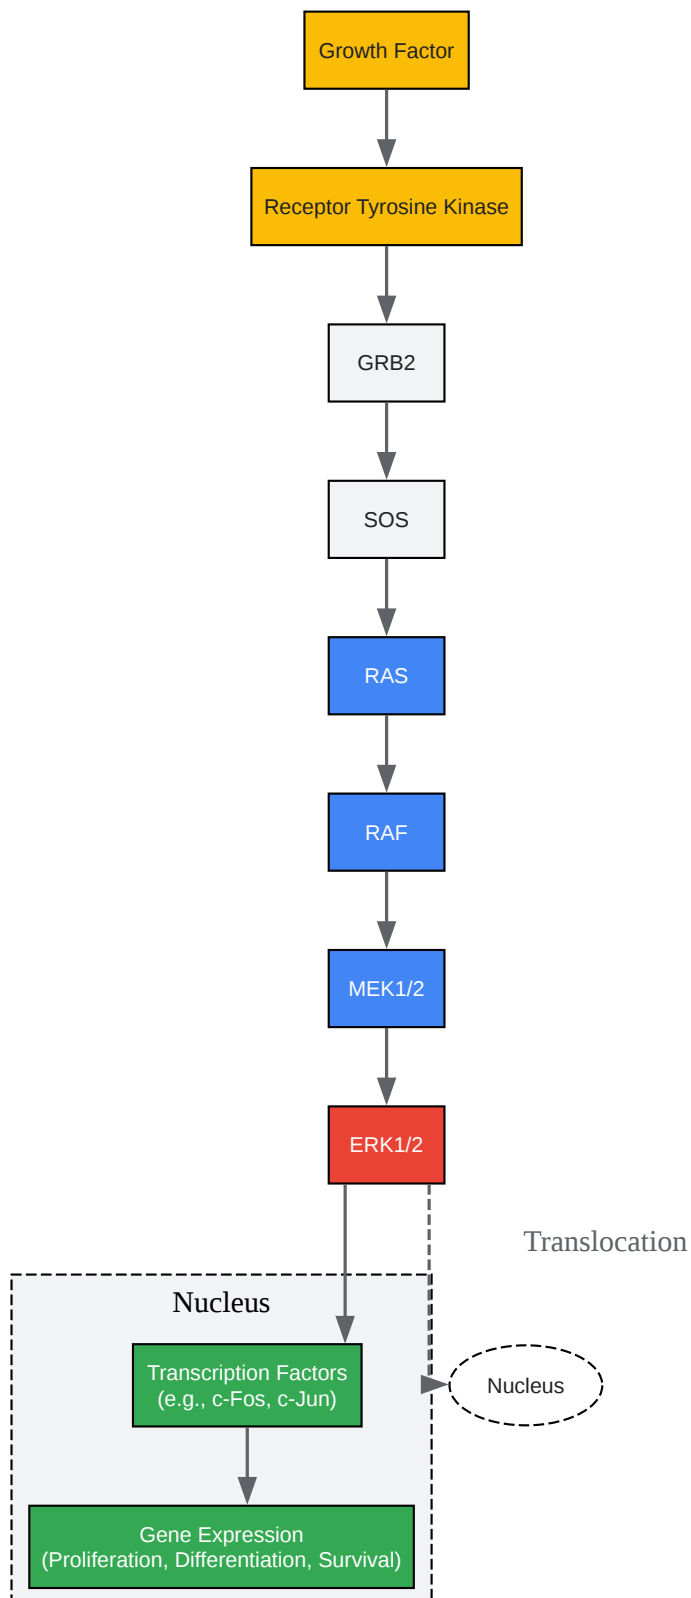 Growth Factor
Receptor Tyrosine Kinase
GRB2
SOS
RAS
RAF
MEK1/2
ERK1/2
Translocation
Nucleus
Transcription Factors
(e.g., c-Fos, c-Jun)
Nucleus
Gene Expression
(Proliferation, Differentiation, Survival)